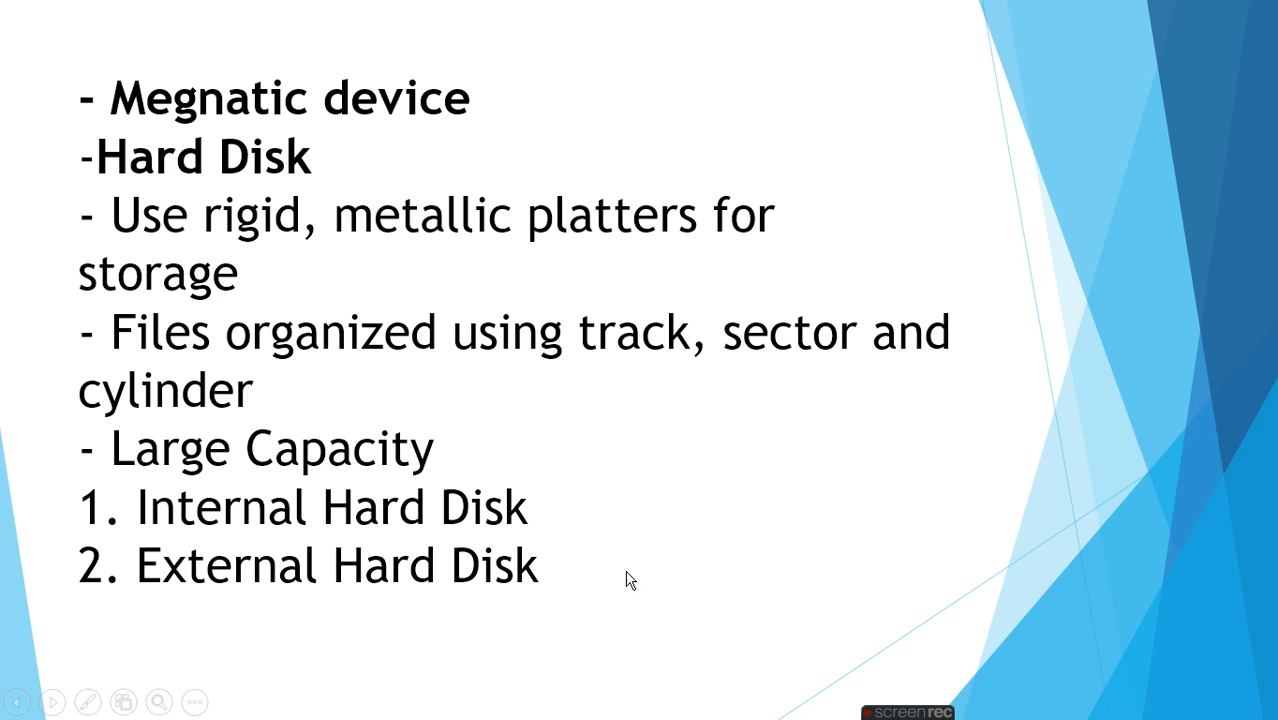 - Megnatic device
-Hard Disk
- Use rigid, metallic platters for
storage
- Files organized using track, sector and
cylinder
- Large Capacity
1. Internal Hard Disk
2. External Hard Disk
screenrec